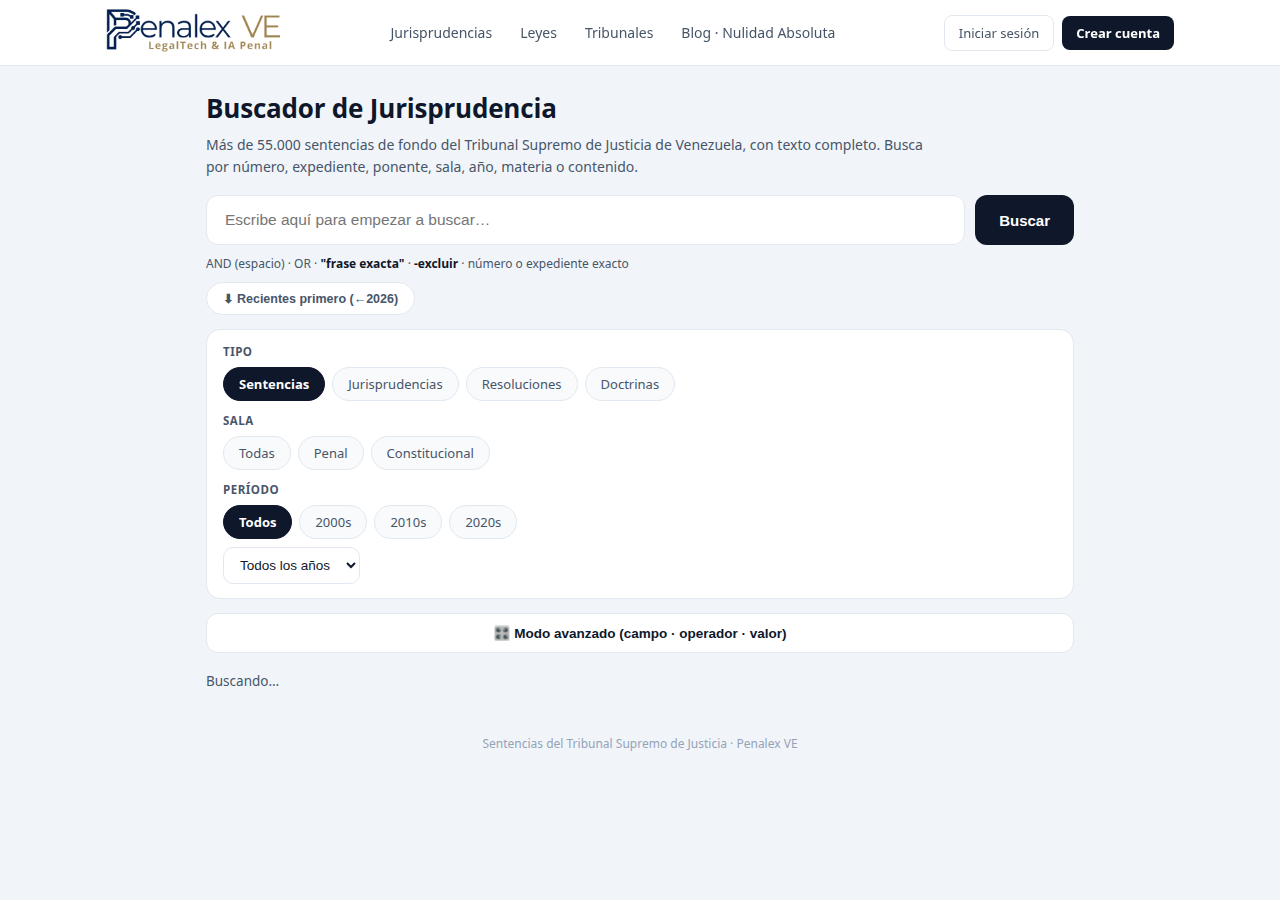 Penalex VE
LegalTech & IA Penal
Jurisprudencias
Leyes
Tribunales
Blog · Nulidad Absoluta
Iniciar sesión
Crear cuenta
Buscador de Jurisprudencia
Más de 55.000 sentencias de fondo del Tribunal Supremo de Justicia de Venezuela, con texto completo. Busca
por número, expediente, ponente, sala, año, materia o contenido.
Escribe aquí para empezar a buscar…
Buscar
AND (espacio) · OR · "frase exacta" · -excluir · número o expediente exacto
⬇ Recientes primero (←2026)
TIPO
Sentencias
Jurisprudencias
Resoluciones
Doctrinas
SALA
Todas
Penal
Constitucional
PERÍODO
Todos
2000s
2010s
2020s
Todos los años
🎛 Modo avanzado (campo · operador · valor)
Buscando…
Sentencias del Tribunal Supremo de Justicia · Penalex VE